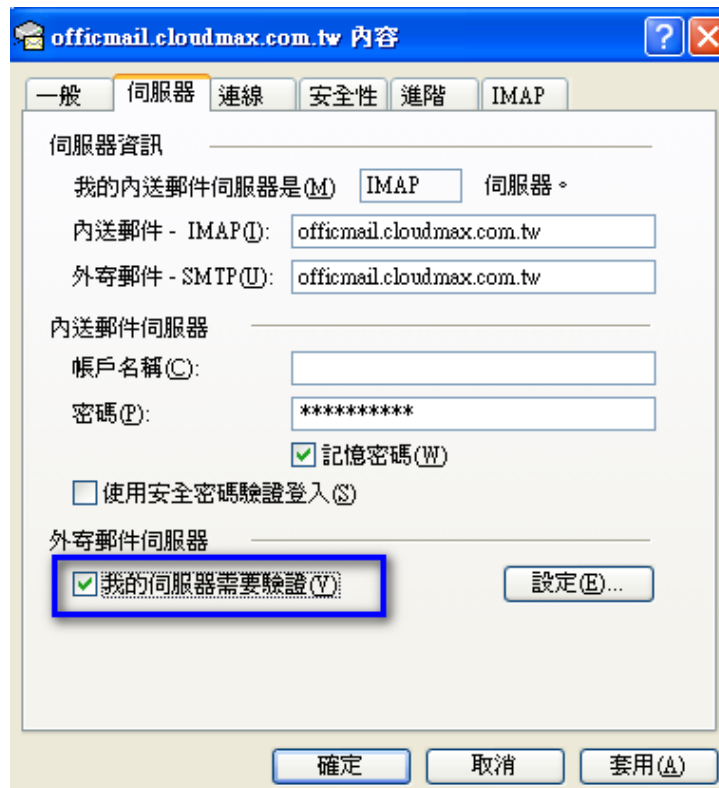 officmail.cloudmax.com.tw 內容
一般 伺服器 連線 安全性 進階 IMAP
伺服器資訊
我的內送郵件伺服器是(M) IMAP 伺服器。
內送郵件 - IMAP(I): officmail.cloudmax.com.tw
外寄郵件 - SMTP(U): officmail.cloudmax.com.tw
內送郵件伺服器
帳戶名稱(C):
密碼(P): **********
記憶密碼(W)
使用安全密碼驗證登入(S)
外寄郵件伺服器
我的伺服器需要驗證(V) 設定(E)...
確定 取消 套用(A)